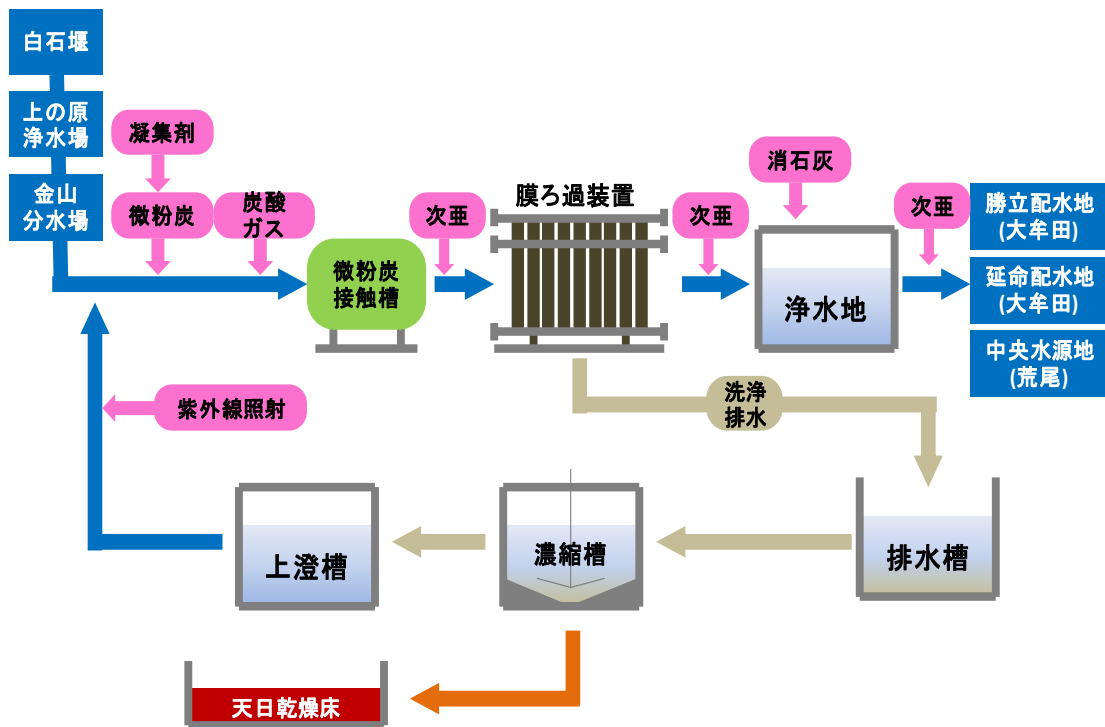 白石堰
上の原
浄水場
金山
分水場
凝集剤
微粉炭
炭酸
ガス
微粉炭
接触槽
次亜
膜ろ過装置
次亜
消石灰
浄水地
次亜
勝立配水地
(大牟田)
延命配水地
(大牟田)
中央水源地
(荒尾)
洗浄
排水
紫外線照射
上澄槽
濃縮槽
排水槽
天日乾燥床